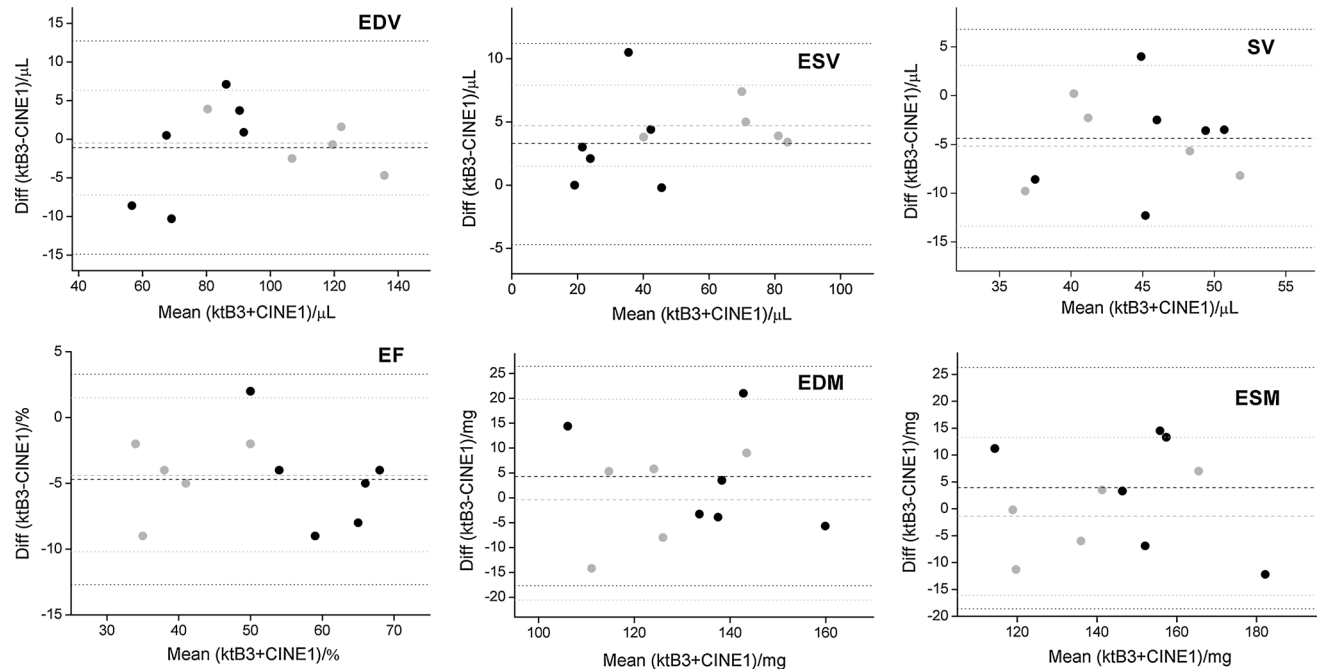 EDV
Diff (ktB3-CINE1)/μL
15
10
5
0
-5
-10
-15
40 60 80 100 120 140
Mean (ktB3+CINE1)/μL
ESV
Diff (ktB3-CINE1)/μL
10
5
0
-5
0 20 40 60 80 100
Mean (ktB3+CINE1)/μL
SV
Diff (ktB3-CINE1)/μL
5
0
-5
-10
-15
35 40 45 50 55
Mean (ktB3+CINE1)/μL
EF
Diff (ktB3-CINE1)/%
5
0
-5
-10
-15
30 40 50 60 70
Mean (ktB3+CINE1)/%
EDM
Diff (ktB3-CINE1)/mg
25
20
15
10
5
0
-5
-10
-15
-20
100 120 140 160
Mean (ktB3+CINE1)/mg
ESM
Diff (ktB3-CINE1)/mg
25
20
15
10
5
0
-5
-10
-15
-20
120 140 160 180
Mean (ktB3+CINE1)/mg